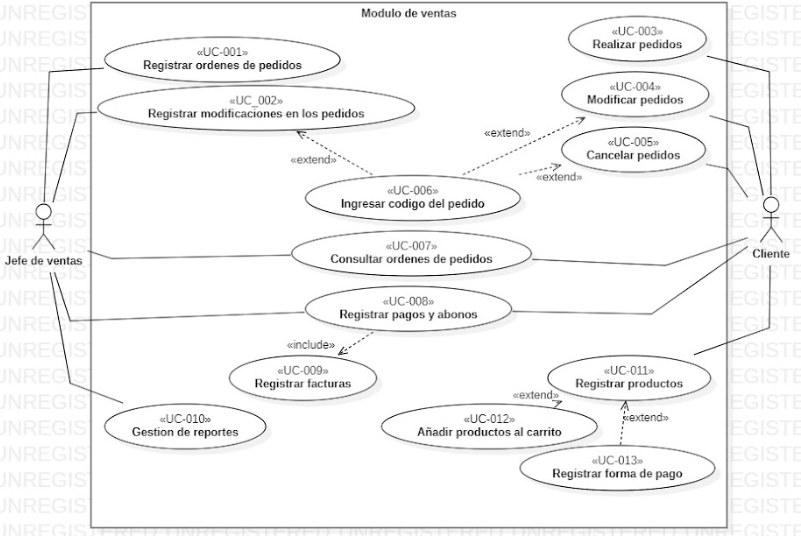 Modulo de ventas
«UC-001»
Registrar ordenes de pedidos
«UC-003»
Realizar pedidos
«UC_002»
Registrar modificaciones en los pedidos
«UC-004»
Modificar pedidos
«extend»
«extend»
«UC-005»
Cancelar pedidos
«extend»
«UC-006»
Ingresar codigo del pedido
Jefe de ventas
Cliente
«UC-007»
Consultar ordenes de pedidos
«UC-008»
Registrar pagos y abonos
«include»
«UC-009»
Registrar facturas
«UC-011»
Registrar productos
«extend»
«UC-010»
Gestion de reportes
«UC-012»
Añadir productos al carrito
«extend»
«UC-013»
Registrar forma de pago
UNREGISTERED UNREGISTERED UNREGISTERED